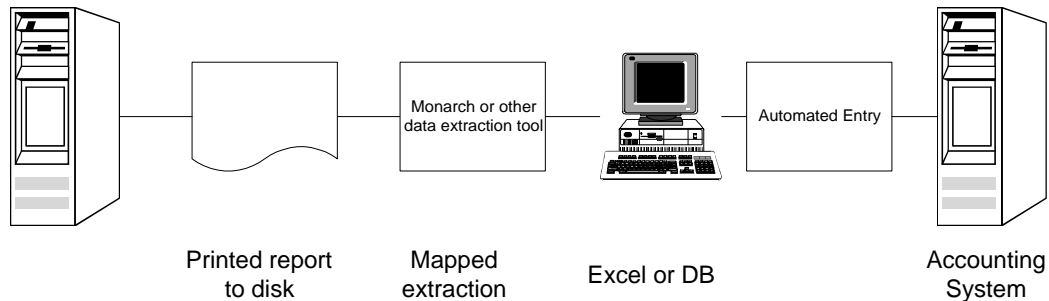 Monarch or other
data extraction tool
Automated Entry
Printed report
to disk
Mapped
extraction
Excel or DB
Accounting
System